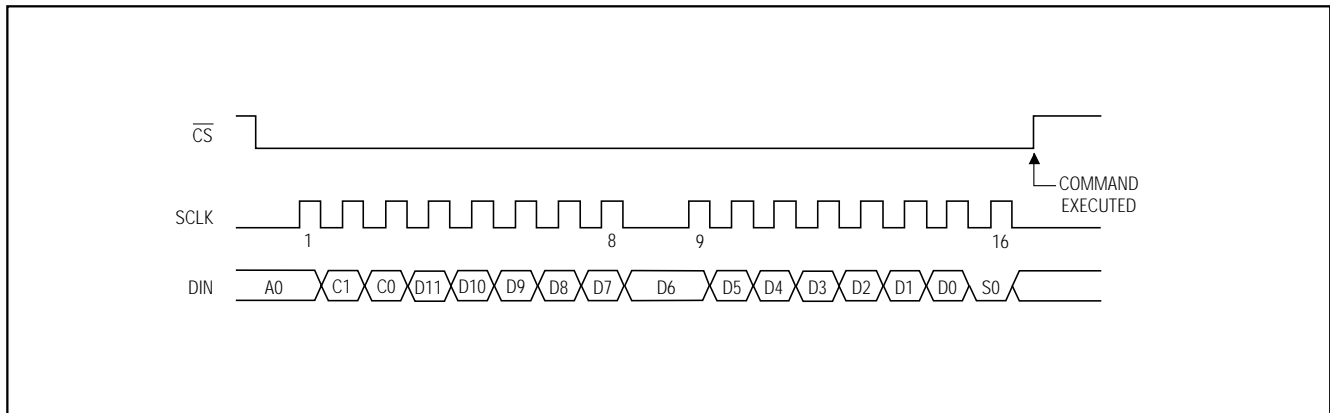 CS
COMMAND
EXECUTED
SCLK
1 8 9 16
DIN A0 C1 C0 D11 D10 D9 D8 D7 D6 D5 D4 D3 D2 D1 D0 S0